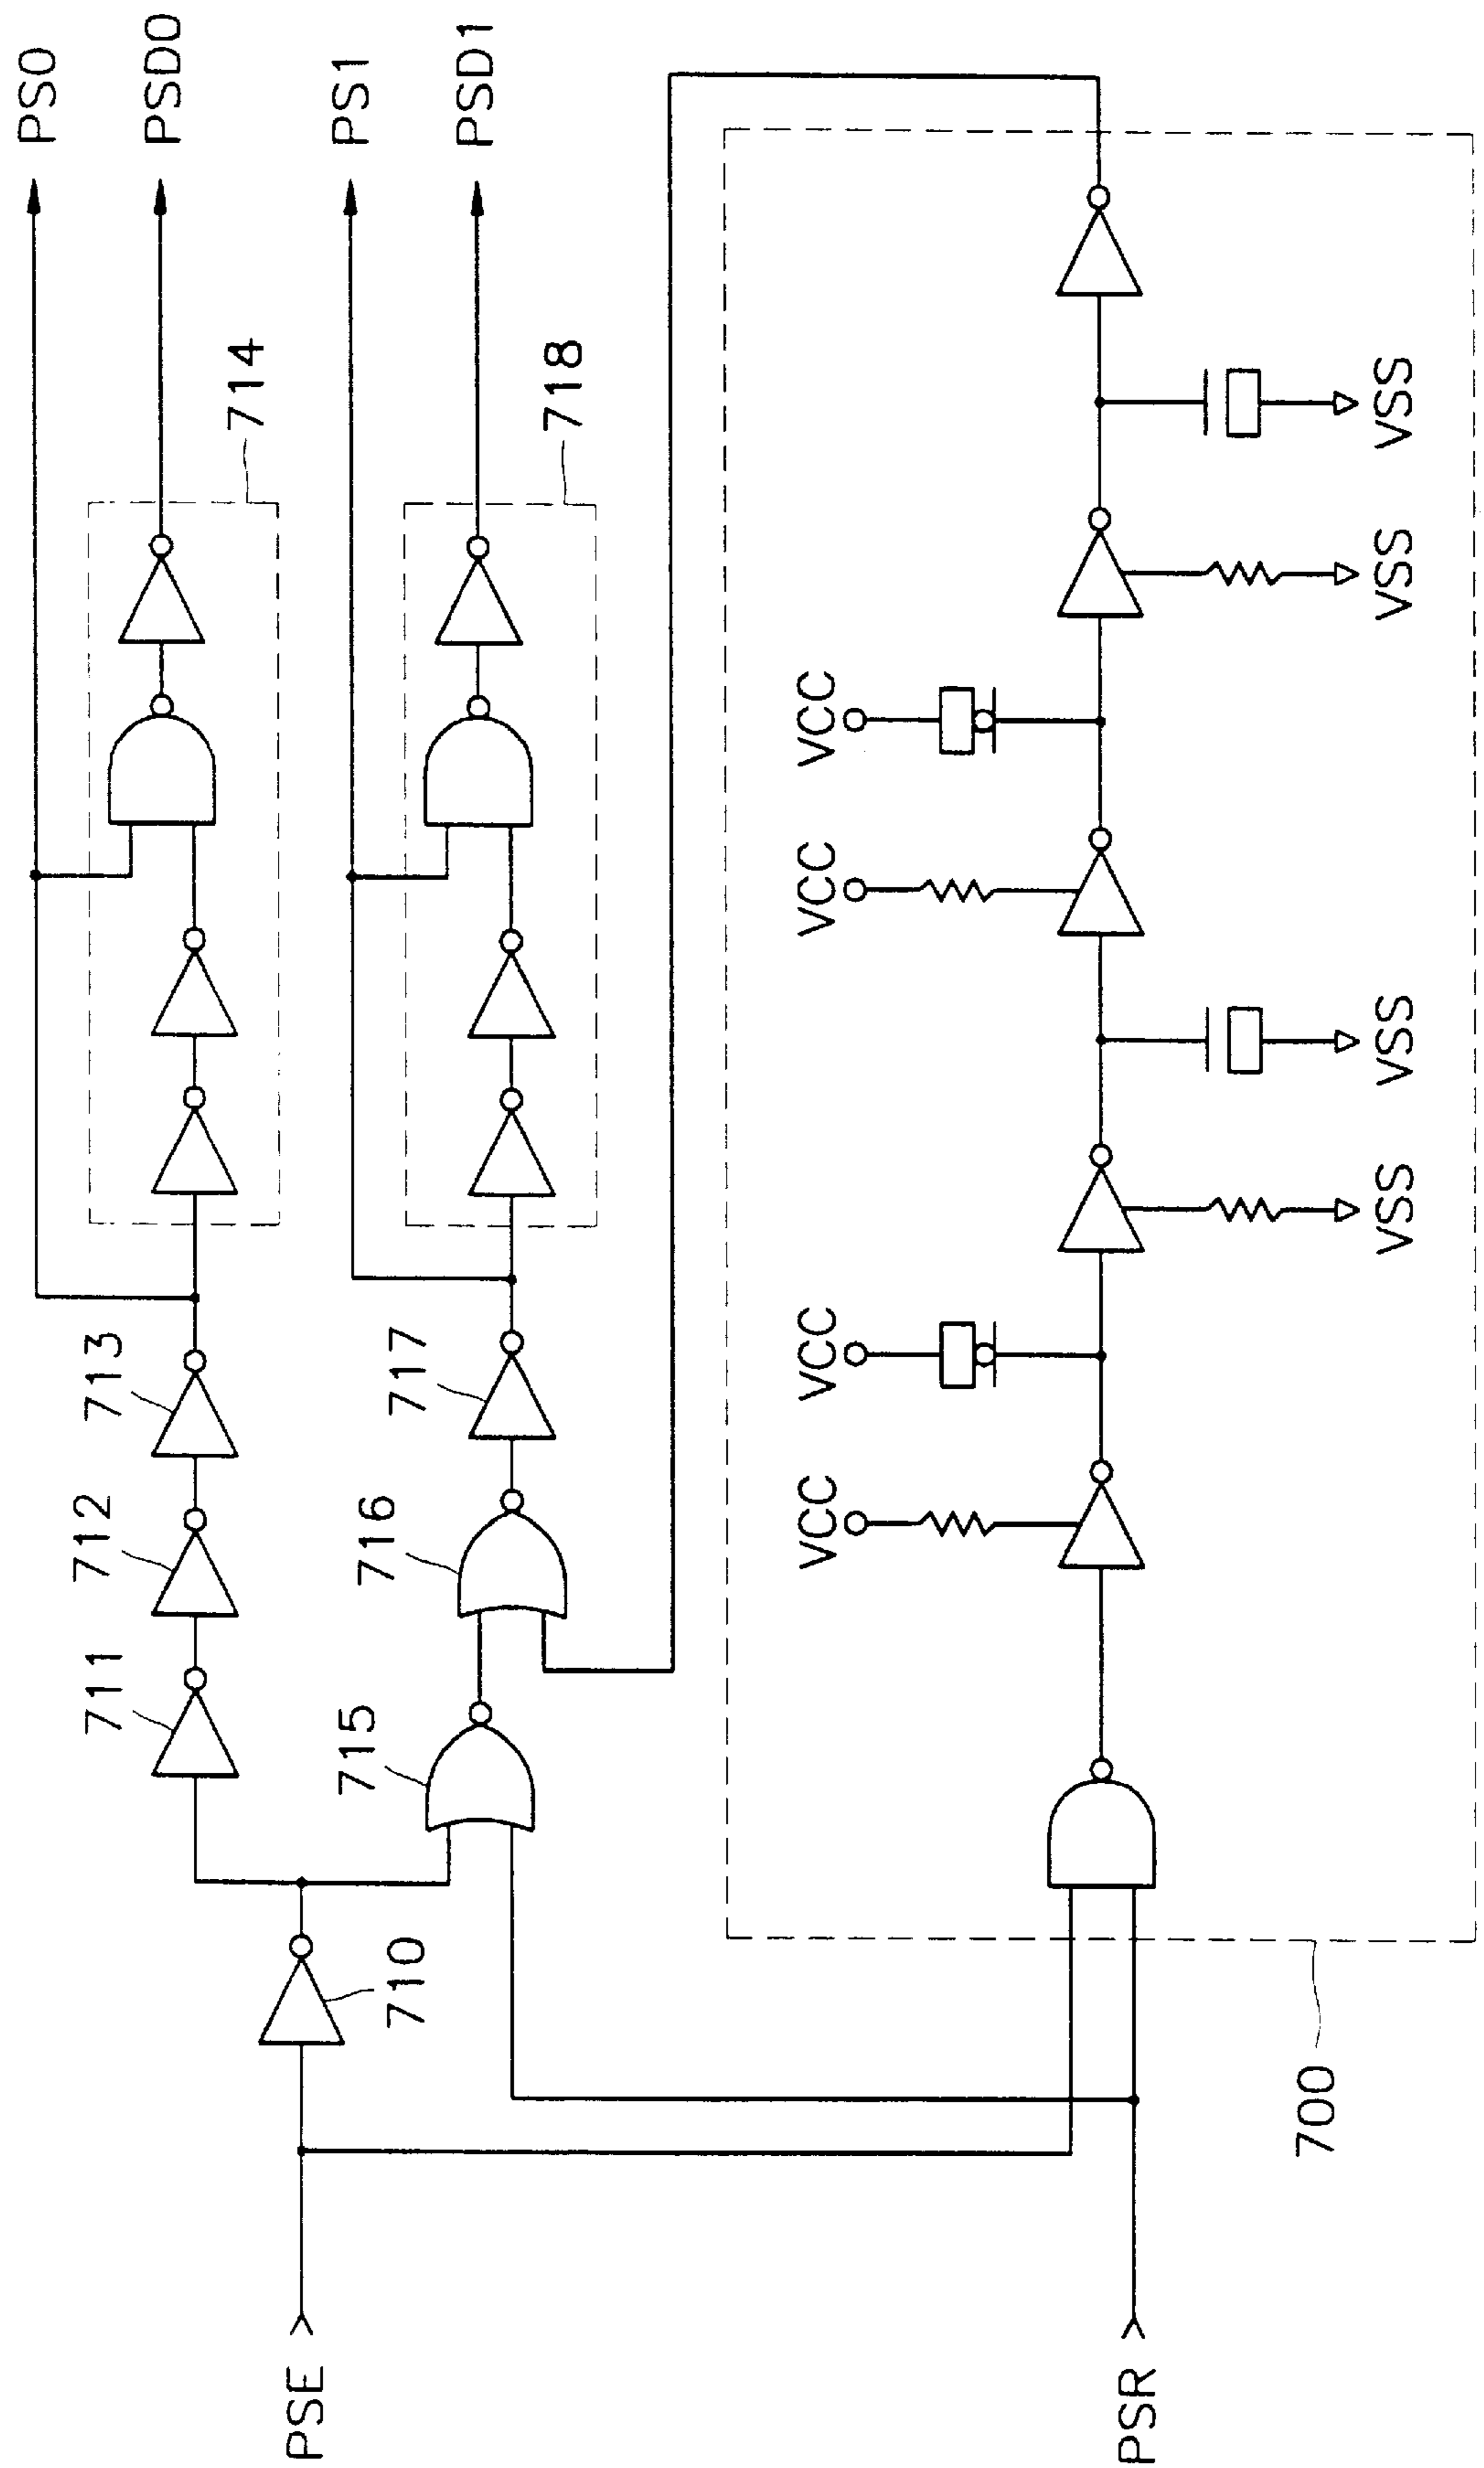 PS0
PSD0
PS1
PSD1
714
718
713
712
711
717
716
715
710
VCC
VCC
VCC
VCC
VSS
VSS
VSS
VSS
700
PSE
PSR